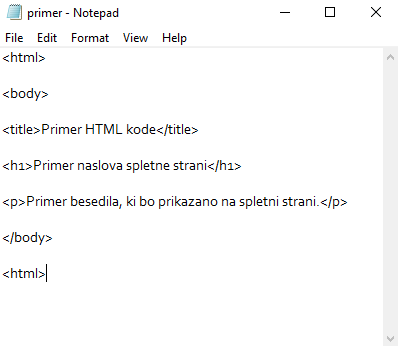 primer - Notepad
File Edit Format View Help
<html>
<body>
<title>Primer HTML kode</title>
<h1>Primer naslova spletne strani</h1>
<p>Primer besedila, ki bo prikazano na spletni strani.</p>
</body>
<html>